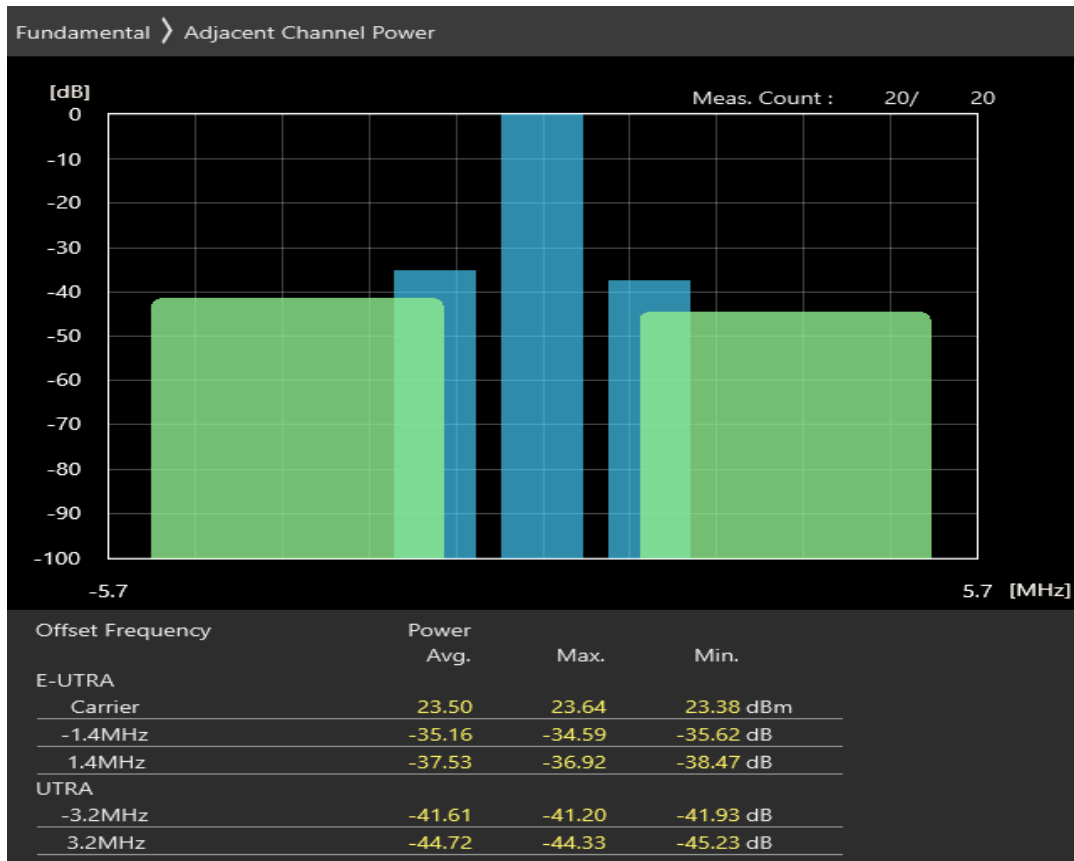 Fundamental 〉 Adjacent Channel Power
[dB]
Meas. Count : 20/ 20
0
-10
-20
-30
-40
-50
-60
-70
-80
-90
-100
-5.7 5.7 [MHz]
Offset Frequency Power
Avg. Max. Min.
E-UTRA
Carrier 23.50 23.64 23.38 dBm
-1.4MHz -35.16 -34.59 -35.62 dB
1.4MHz -37.53 -36.92 -38.47 dB
UTRA
-3.2MHz -41.61 -41.20 -41.93 dB
3.2MHz -44.72 -44.33 -45.23 dB